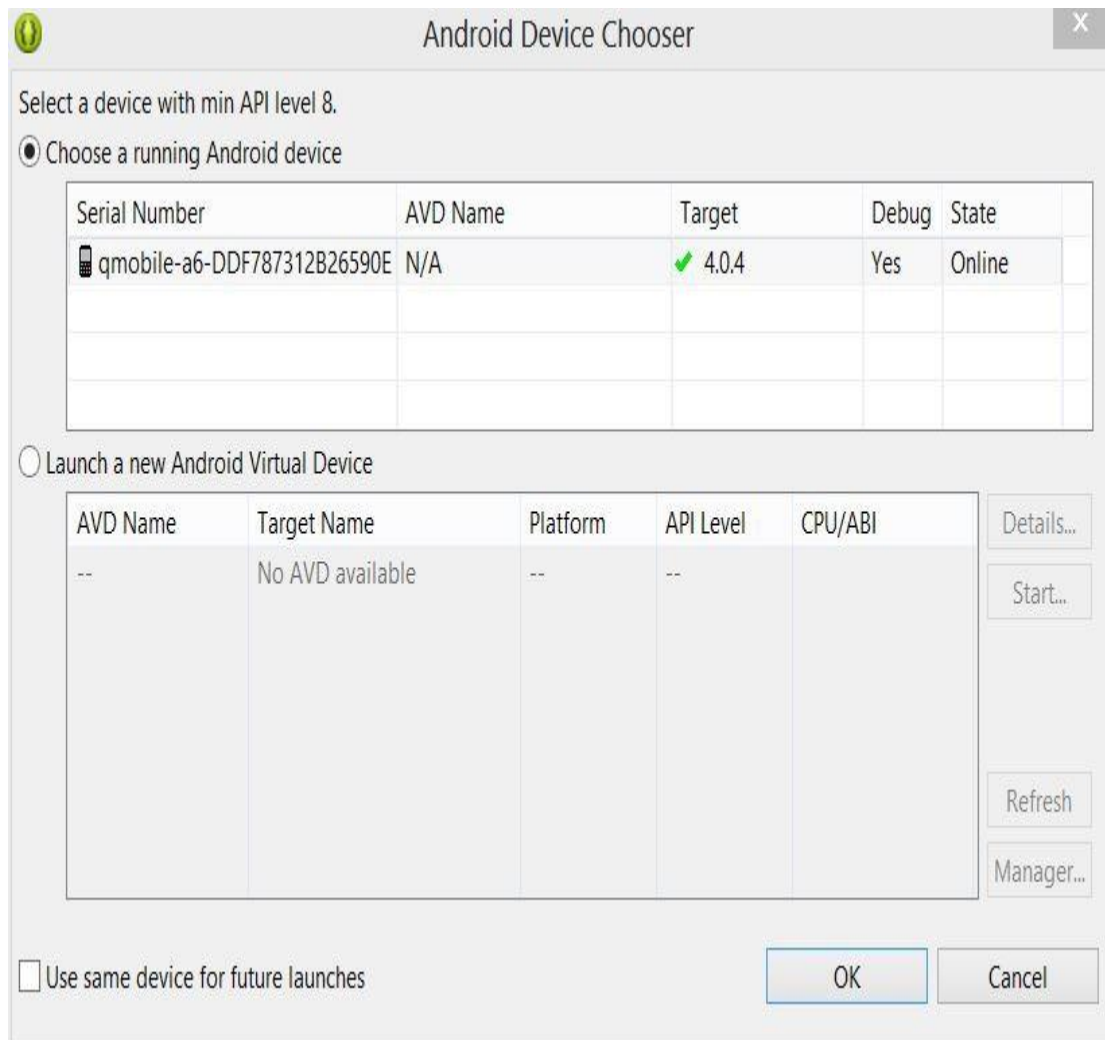 Android Device Chooser
X
Select a device with min API level 8.
Choose a running Android device
Serial Number AVD Name Target Debug State
qmobile-a6-DDF787312B26590E N/A 4.0.4 Yes Online
Launch a new Android Virtual Device
AVD Name Target Name Platform API Level CPU/ABI
Details...
-- No AVD available -- --
Start...
Refresh
Manager...
Use same device for future launches
OK Cancel